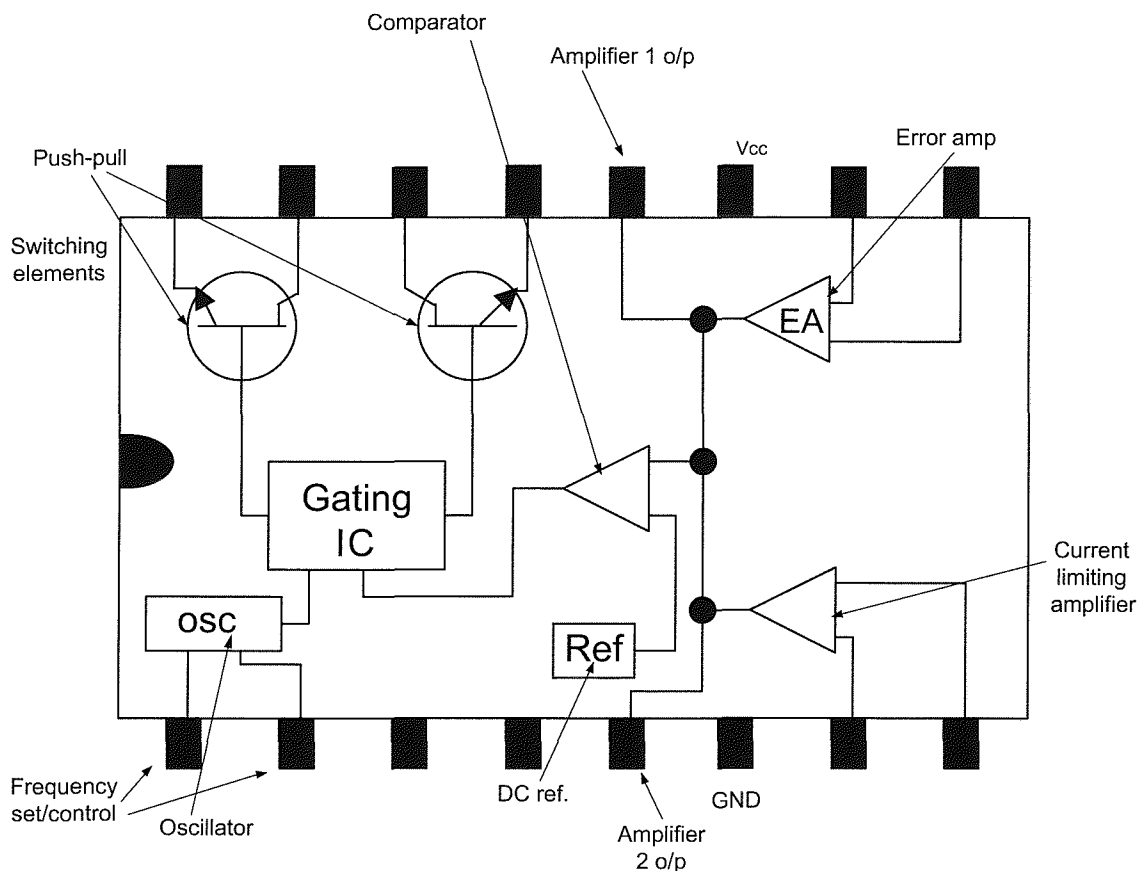 Comparator
Amplifier 1 o/p
Vcc
Error amp
Push-pull
Switching
elements
EA
Gating
IC
Current
limiting
amplifier
osc
Ref
Frequency
set/control
Oscillator
DC ref.
GND
Amplifier
2 o/p